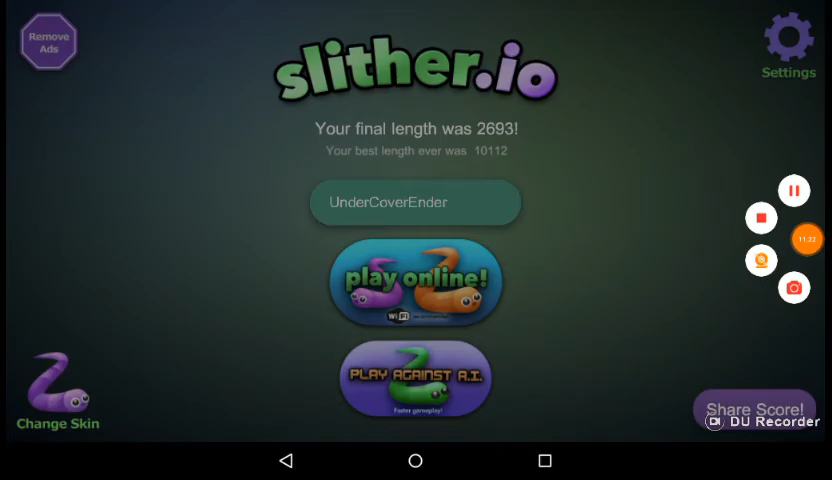 Remove
Ads
slither.io
Settings
Your final length was 2693!
Your best length ever was 10112
UnderCoverEnder
11:22
play online!
WiFi
PLAY AGAINST A.I.
Faster gameplay!
Change Skin
Share Score!
DU Recorder